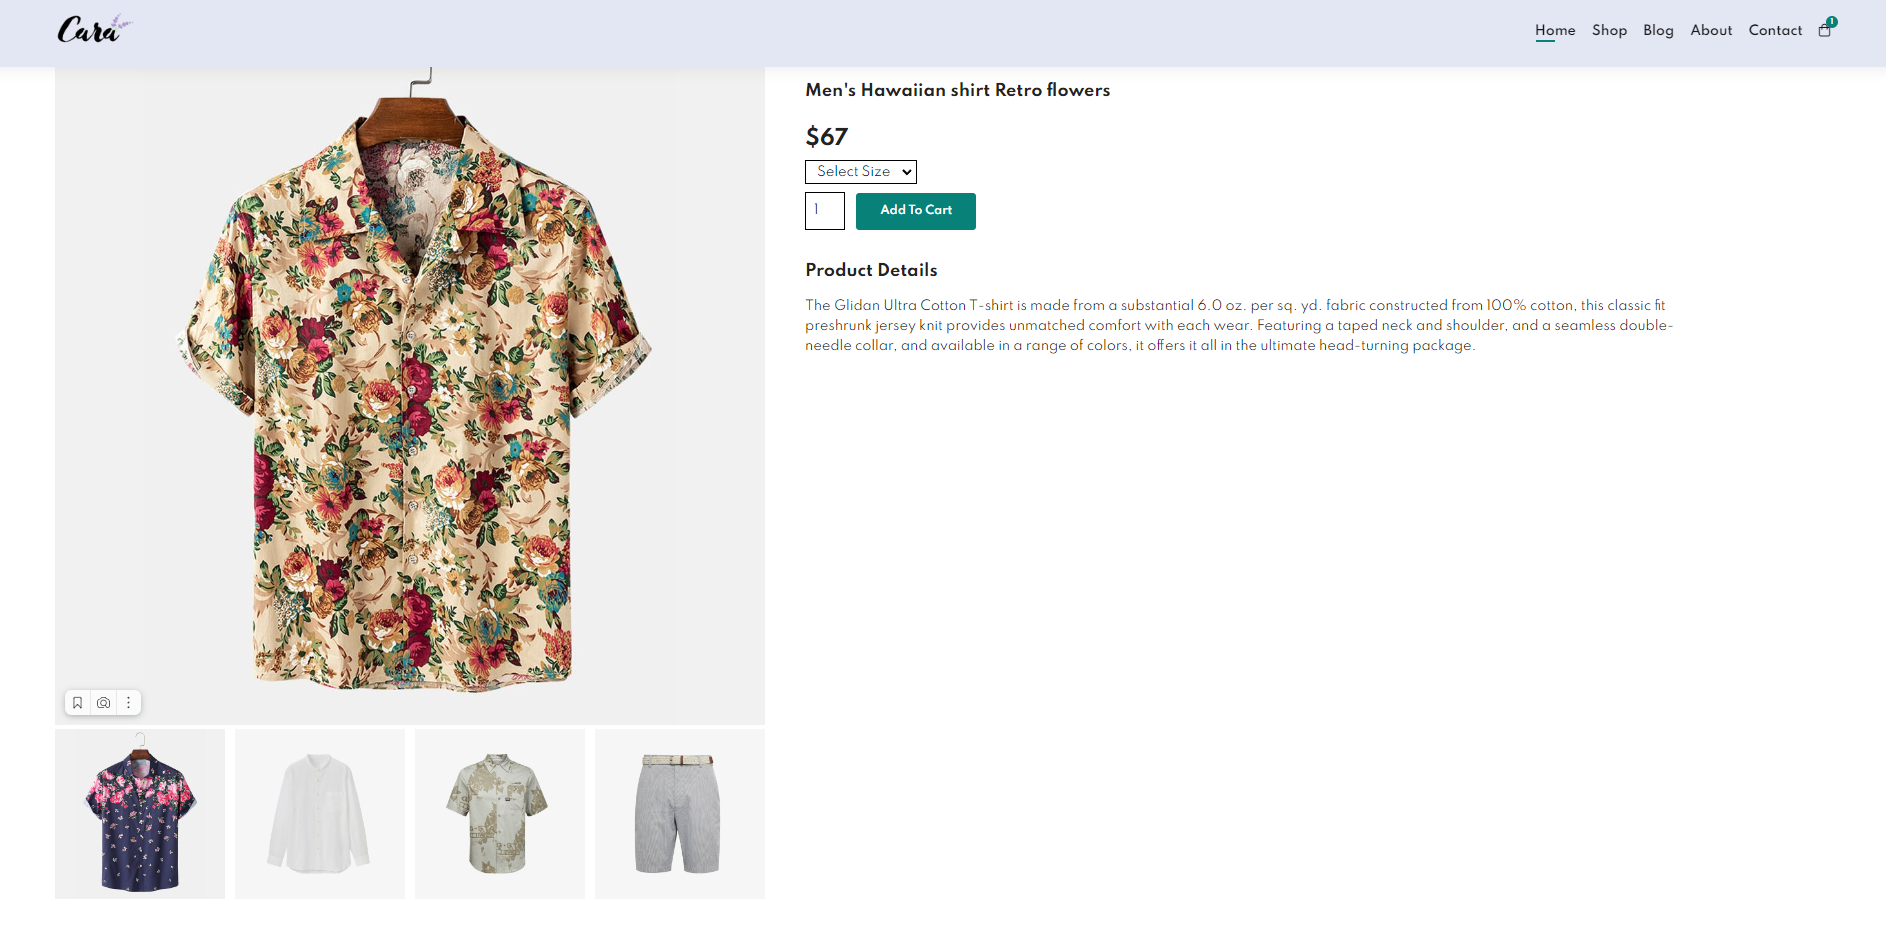 Cara
Home Shop Blog About Contact 1
Men's Hawaiian shirt Retro flowers
$67
Select Size
1 Add To Cart
Product Details
The Glidan Ultra Cotton T-shirt is made from a substantial 6.0 oz. per sq. yd. fabric constructed from 100% cotton, this classic fit
preshrunk jersey knit provides unmatched comfort with each wear. Featuring a taped neck and shoulder, and a seamless double-
needle collar, and available in a range of colors, it offers it all in the ultimate head-turning package.